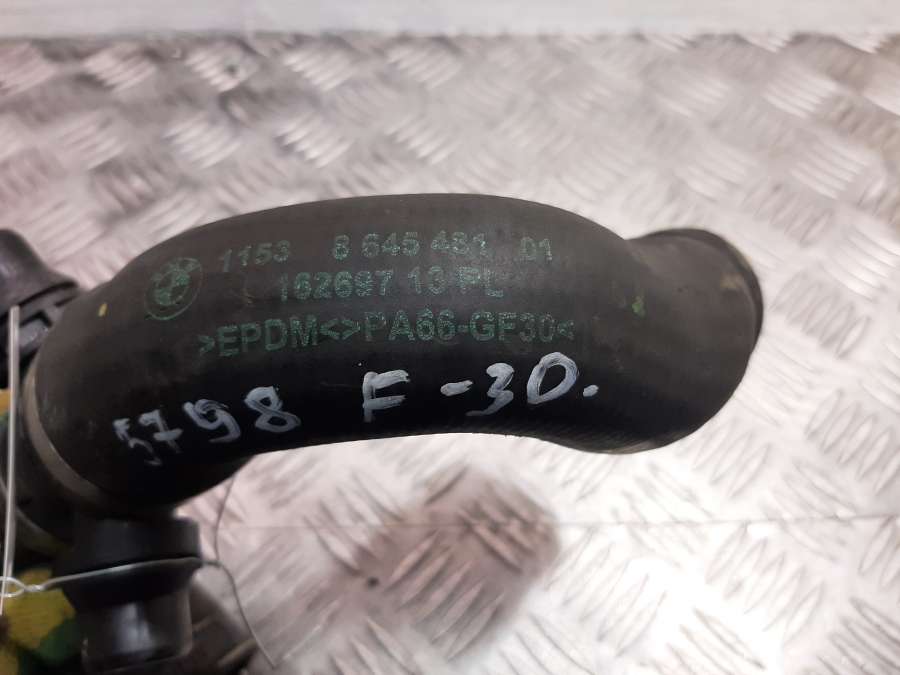 1153 8 645 481 01
162697 13 PL
>EPDM<>PA66-GF30<
5798 F-30.